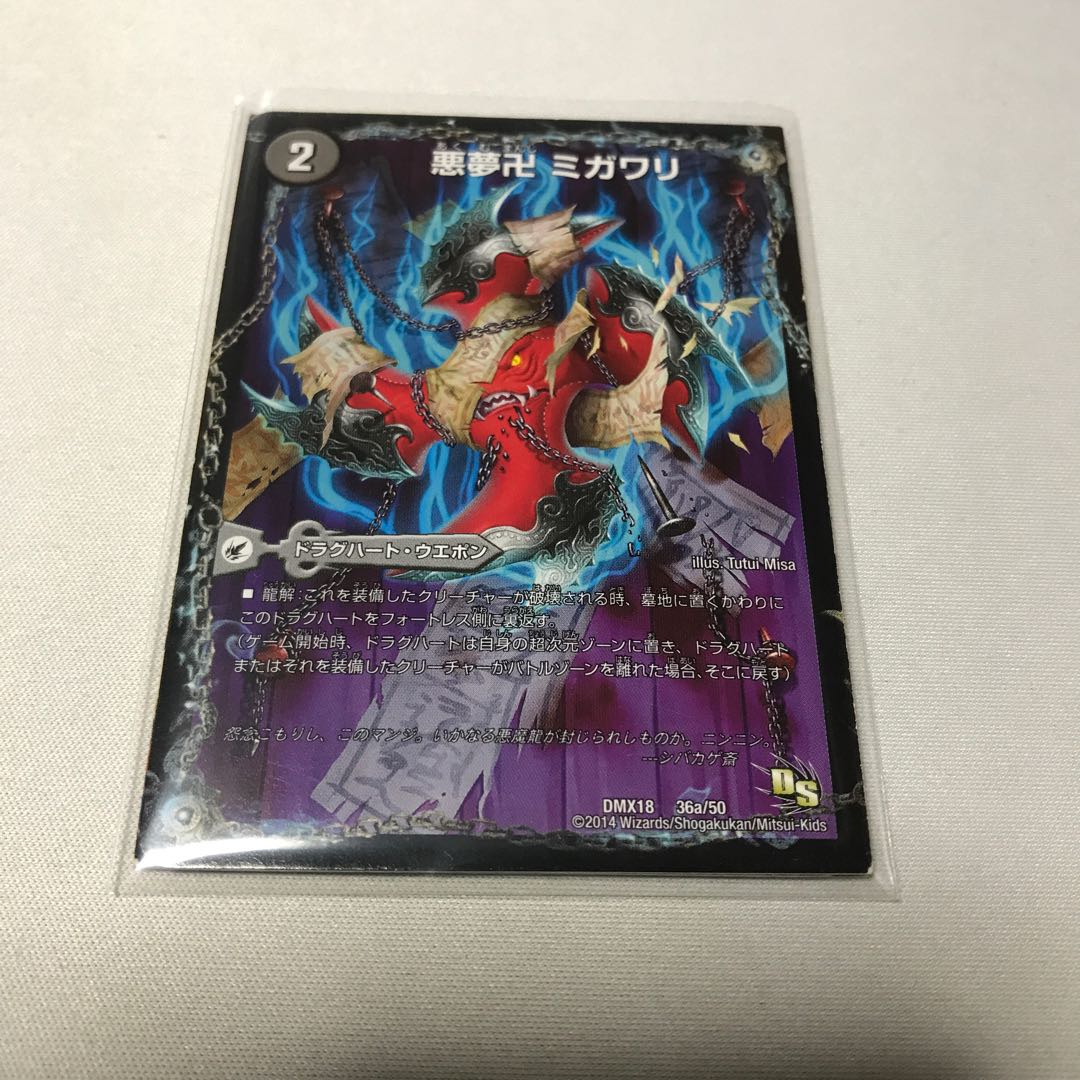 2
悪夢卍 ミガワリ
ドラグハート・ウエポン
illus. Tutui Misa
■ 龍解:これを装備したクリーチャーが破壊される時、墓地に置くかわりに
このドラグハートをフォートレス側に裏返す。
(ゲーム開始時、ドラグハートは自身の超次元ゾーンに置き、ドラグハート
またはそれを装備したクリーチャーがバトルゾーンを離れた場合、そこに戻す)
怨念こもりし、このマンジ。いかなる悪魔龍が封じられしものか。ニンニン。
---シバカゲ斎
DS
DMX18 36a/50
©2014 Wizards/Shogakukan/Mitsui-Kids